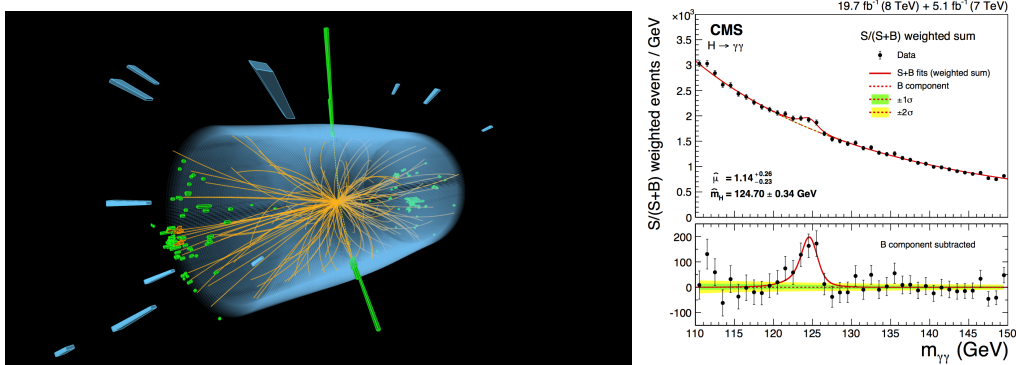 19.7 fb⁻¹ (8 TeV) + 5.1 fb⁻¹ (7 TeV)
×10³
S/(S+B) weighted events / GeV
CMS
H → γγ
S/(S+B) weighted sum
Data
S+B fits (weighted sum)
B component
±1σ
±2σ
4
3.5
3
2.5
2
1.5
1
0.5
0
μ̂ = 1.14 +0.26 −0.23
m̂H = 124.70 ± 0.34 GeV
B component subtracted
200
100
0
-100
110 115 120 125 130 135 140 145 150
mγγ (GeV)